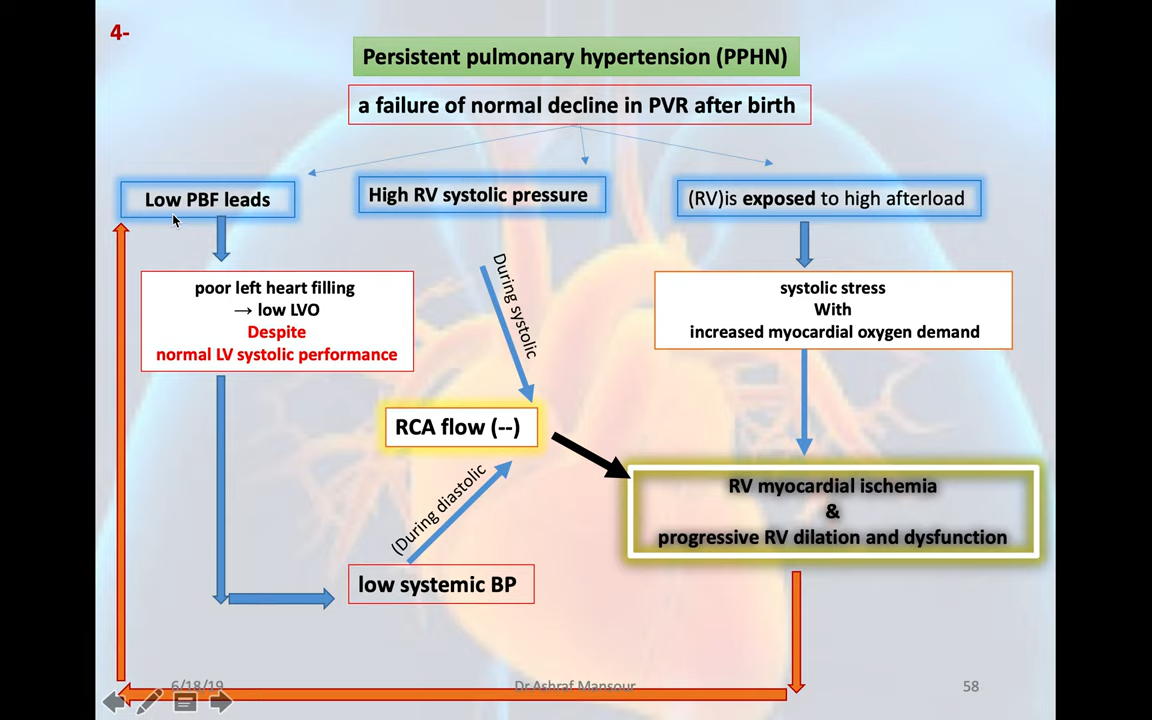 4-
Persistent pulmonary hypertension (PPHN)
a failure of normal decline in PVR after birth
Low PBF leads
High RV systolic pressure
(RV)is exposed to high afterload
poor left heart filling
→ low LVO
Despite
normal LV systolic performance
During systolic
systolic stress
With
increased myocardial oxygen demand
RCA flow (--)
(During diastolic
RV myocardial ischemia
&
progressive RV dilation and dysfunction
low systemic BP
6/18/19
Dr.Ashraf Mansour
58